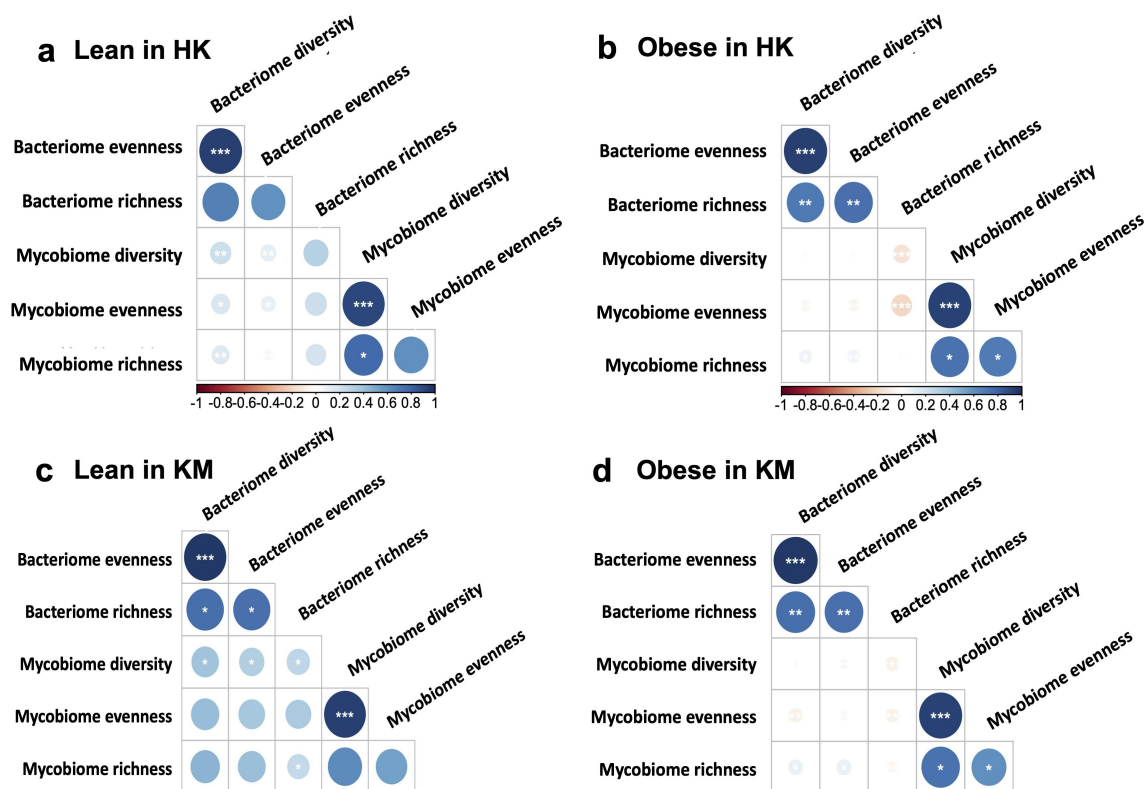 a Lean in HK
Bacteriome diversity
Bacteriome evenness
Bacteriome richness
Mycobiome diversity
Mycobiome evenness
Bacteriome evenness ***
Bacteriome richness
Mycobiome diversity ** **
Mycobiome evenness * * ***
Mycobiome richness ** *
-1 -0.8-0.6-0.4-0.2 0 0.2 0.4 0.6 0.8 1
b Obese in HK
Bacteriome diversity
Bacteriome evenness
Bacteriome richness
Mycobiome diversity
Mycobiome evenness
Bacteriome evenness ***
Bacteriome richness ** **
Mycobiome diversity ***
Mycobiome evenness *** ***
Mycobiome richness * *
-1 -0.8-0.6-0.4-0.2 0 0.2 0.4 0.6 0.8 1
c Lean in KM
Bacteriome diversity
Bacteriome evenness
Bacteriome richness
Mycobiome diversity
Mycobiome evenness
Bacteriome evenness ***
Bacteriome richness * *
Mycobiome diversity * * *
Mycobiome evenness ***
Mycobiome richness *
d Obese in KM
Bacteriome diversity
Bacteriome evenness
Bacteriome richness
Mycobiome diversity
Mycobiome evenness
Bacteriome evenness ***
Bacteriome richness ** **
Mycobiome diversity
Mycobiome evenness ***
Mycobiome richness * *